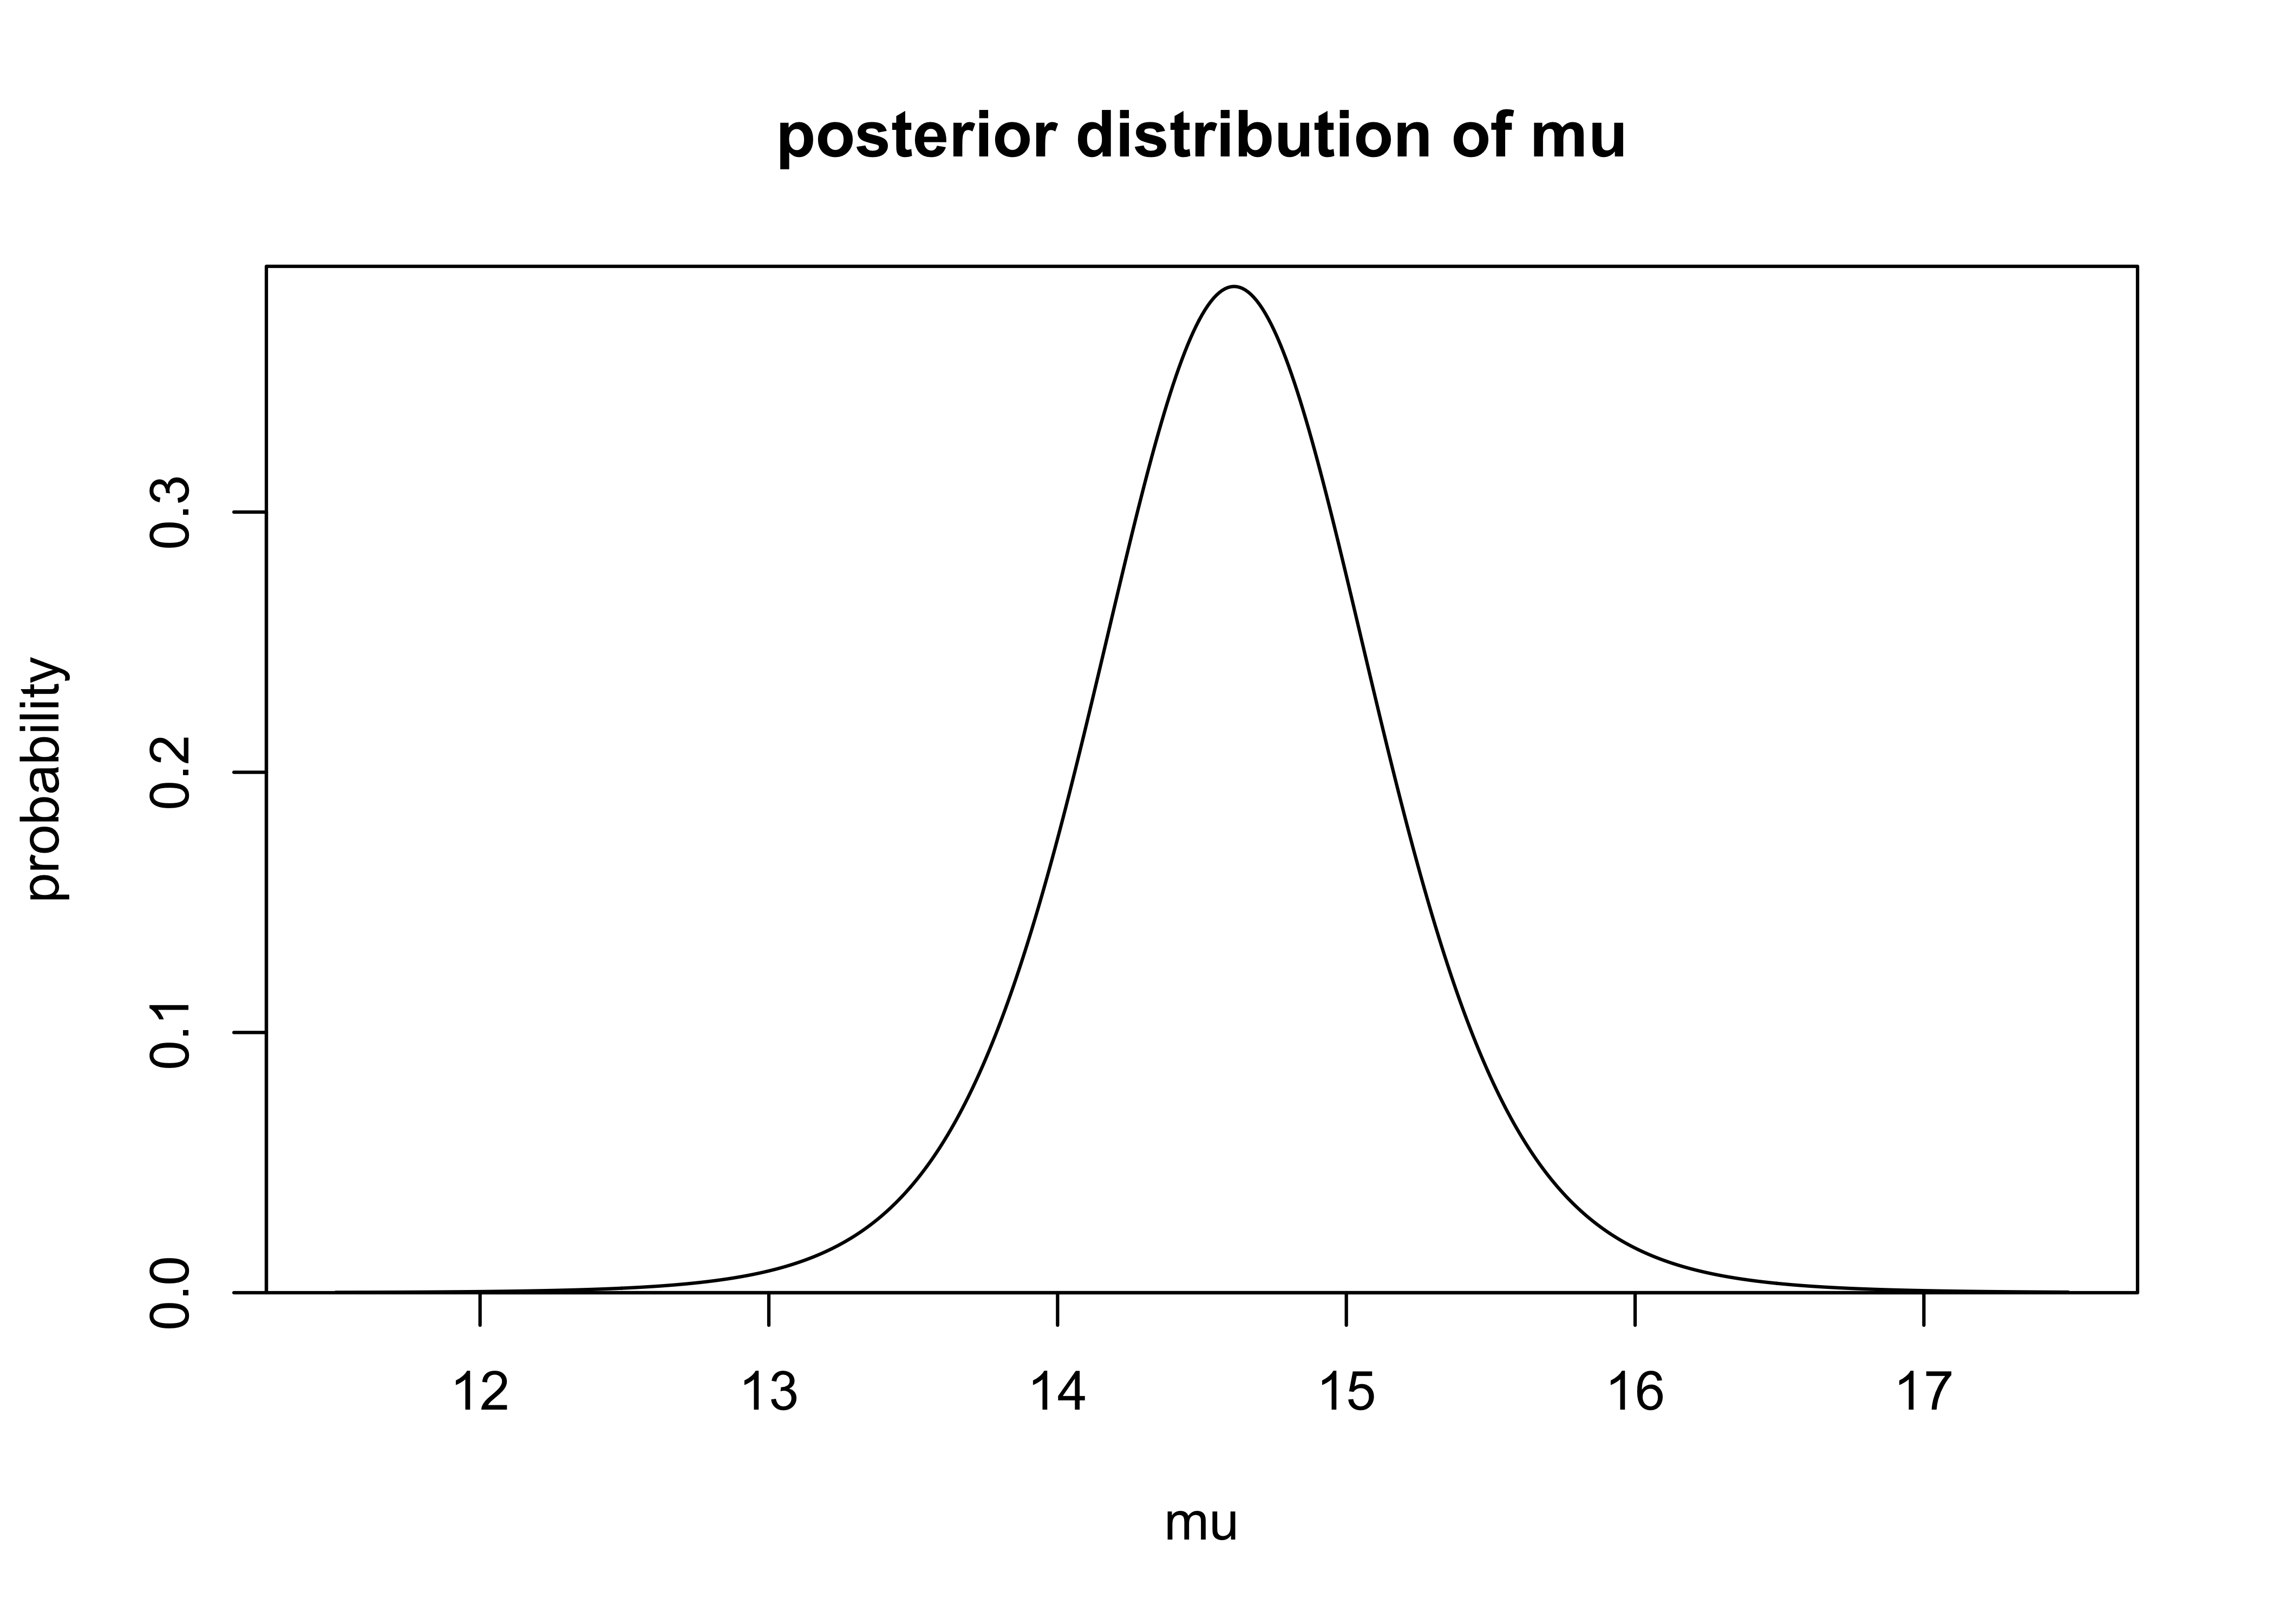 posterior distribution of mu
probability
0.3
0.2
0.1
0.0
12 13 14 15 16 17
mu